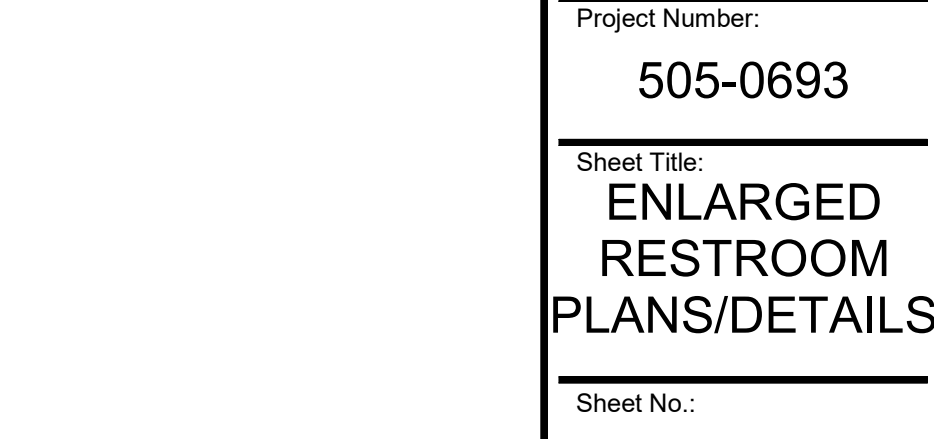 Project Number:
505-0693
Sheet Title:
ENLARGED
RESTROOM
PLANS/DETAILS
Sheet No.: